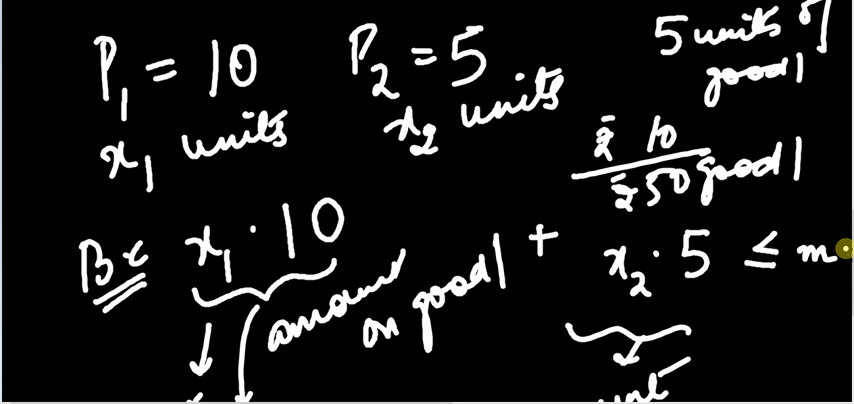 P₁ = 10
x₁ units
P₂ = 5
x₂ units
5 units of
good 1
₹ 10
₹ 50 good 1
BC x₁ · 10 + x₂ · 5 ≤ m
amount
on good 1